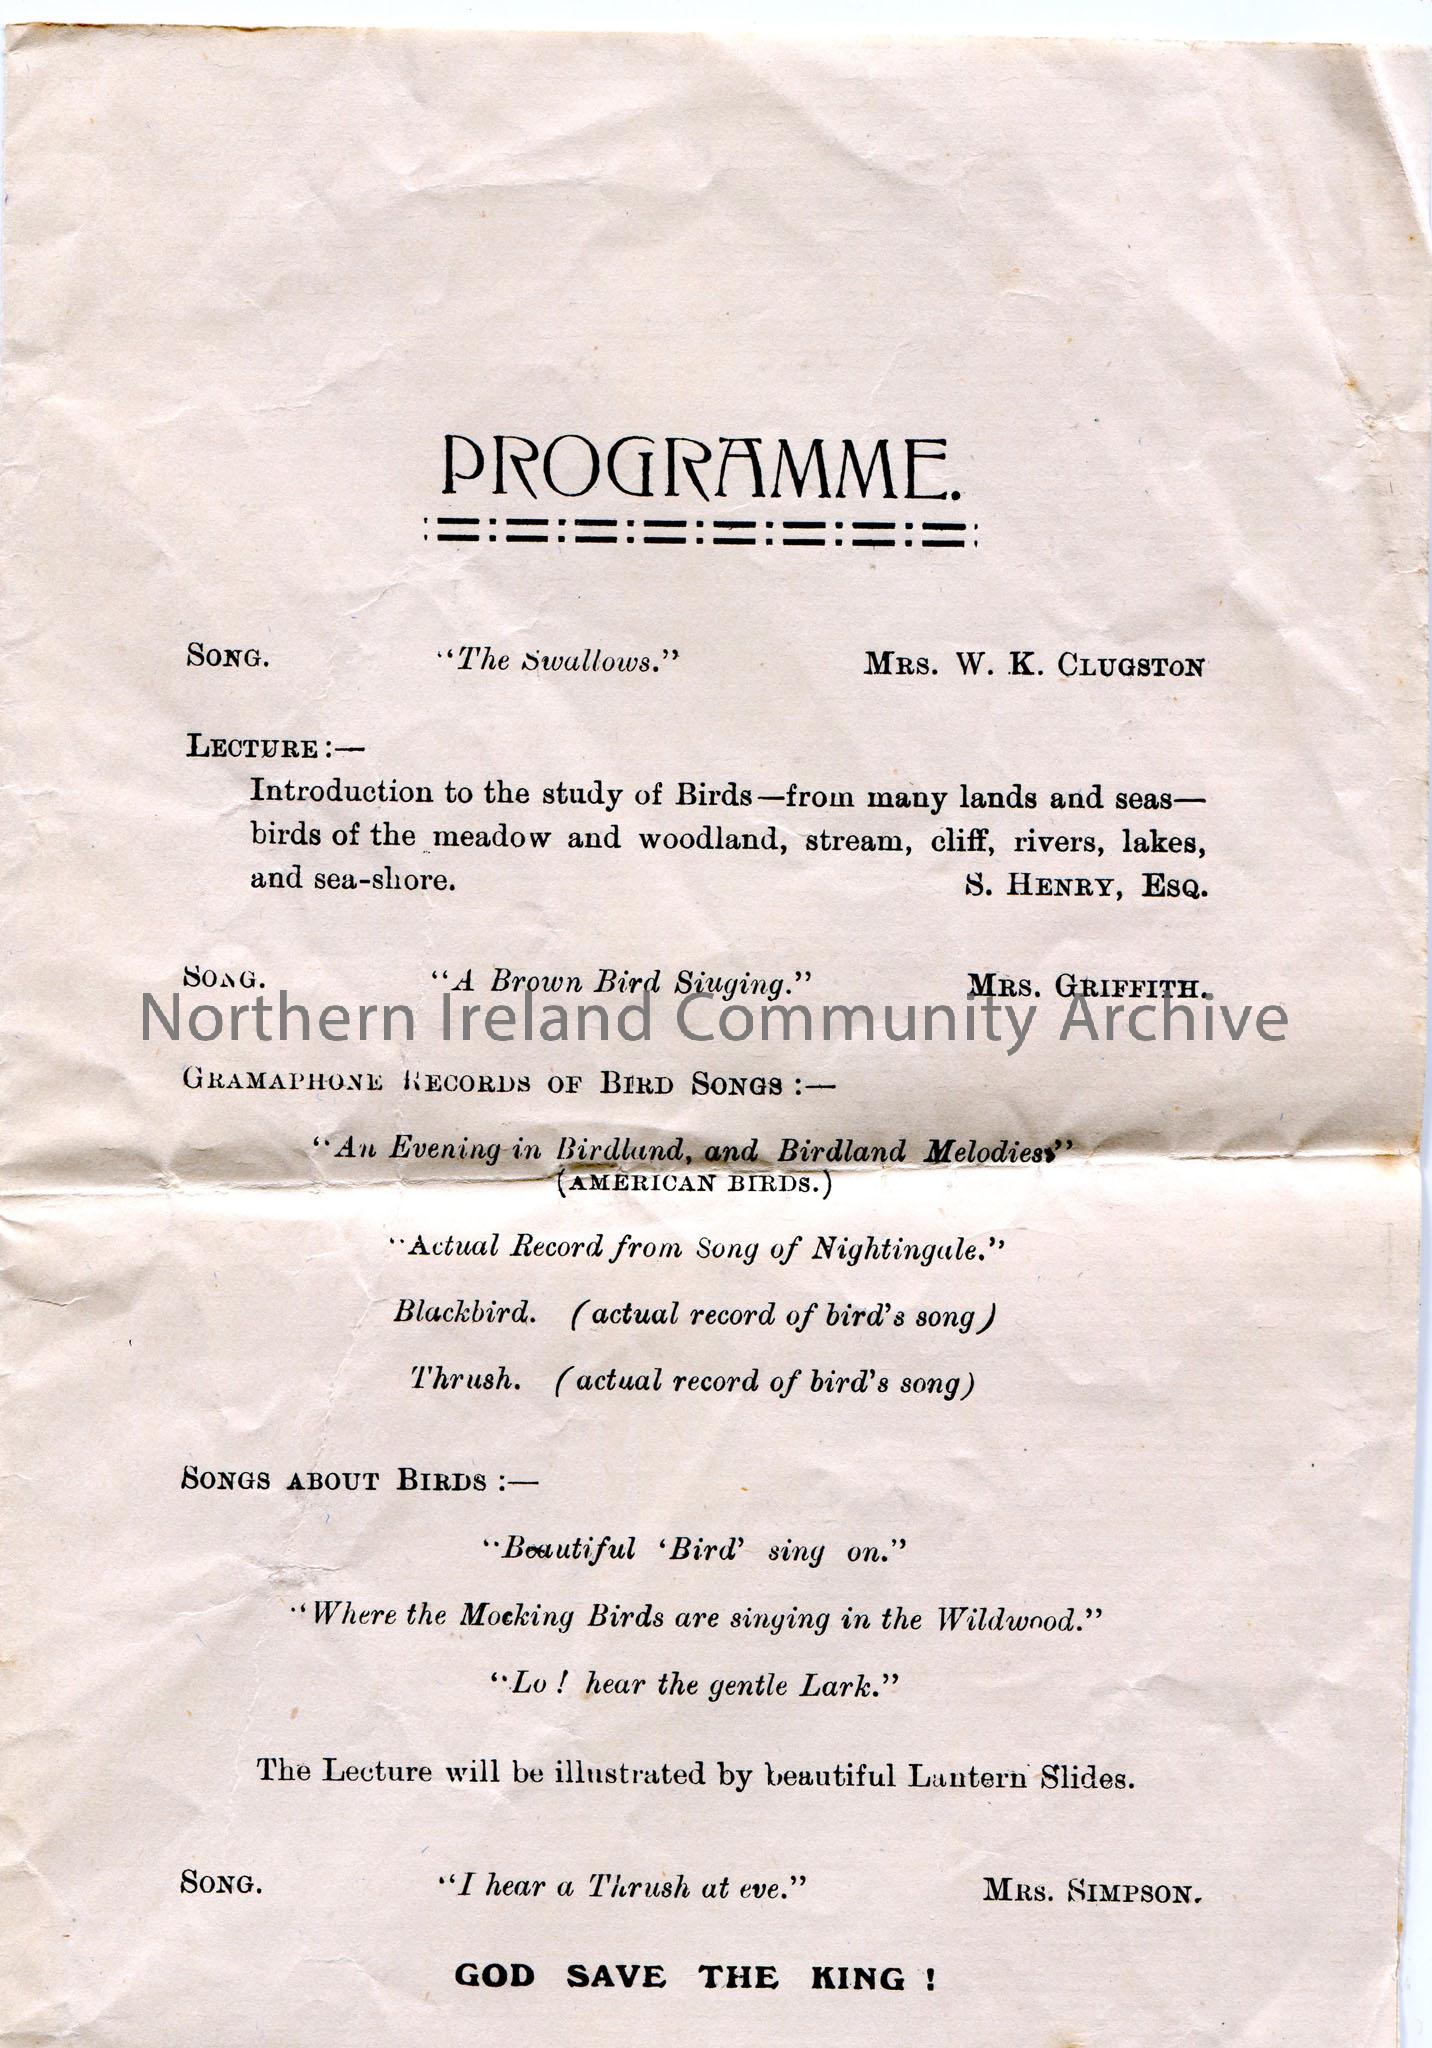 PROGRAMME.
SONG. "The Swallows." MRS. W. K. CLUGSTON
LECTURE:—
Introduction to the study of Birds—from many lands and seas—
birds of the meadow and woodland, stream, cliff, rivers, lakes,
and sea-shore. S. HENRY, ESQ.
SONG. "A Brown Bird Siuging." MRS. GRIFFITH.
Northern Ireland Community Archive
GRAMAPHONE RECORDS OF BIRD SONGS :—
"An Evening in Birdland, and Birdland Melodies"
(AMERICAN BIRDS.)
"Actual Record from Song of Nightingale."
Blackbird. (actual record of bird's song)
Thrush. (actual record of bird's song)
SONGS ABOUT BIRDS :—
"Beautiful 'Bird' sing on."
"Where the Mocking Birds are singing in the Wildwood."
"Lo! hear the gentle Lark."
The Lecture will be illustrated by beautiful Lantern Slides.
SONG. "I hear a Thrush at eve." MRS. SIMPSON.
GOD SAVE THE KING !